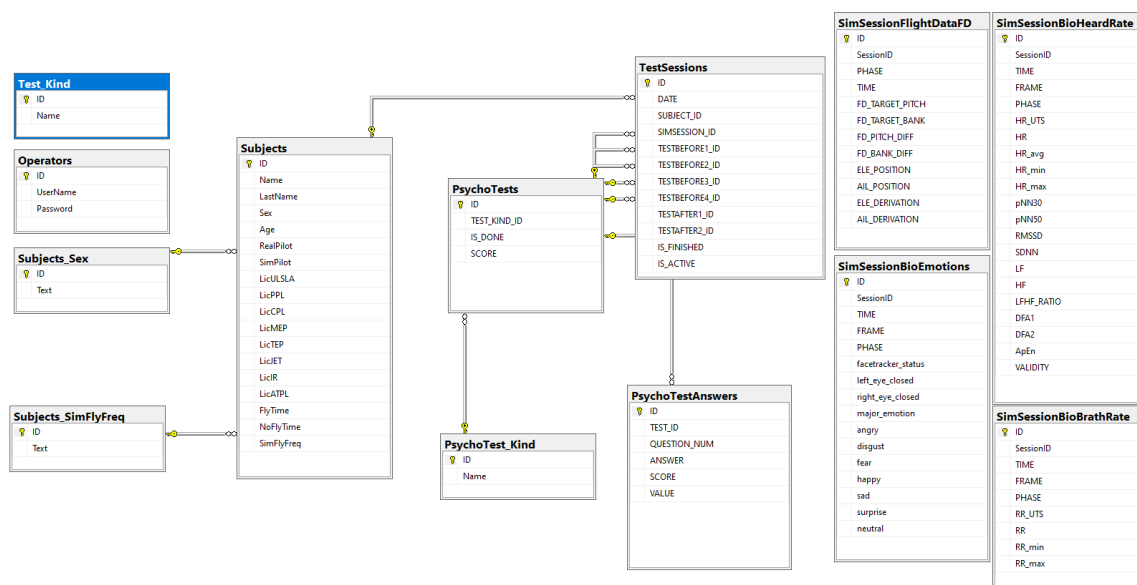 Test_Kind
ID
Name
Operators
ID
UserName
Password
Subjects_Sex
ID
Text
Subjects_SimFlyFreq
ID
Text
Subjects
ID
Name
LastName
Sex
Age
RealPilot
SimPilot
LicULSLA
LicPPL
LicCPL
LicMEP
LicTEP
LicJET
LicIR
LicATPL
FlyTime
NoFlyTime
SimFlyFreq
PsychoTests
ID
TEST_KIND_ID
IS_DONE
SCORE
PsychoTest_Kind
ID
Name
TestSessions
ID
DATE
SUBJECT_ID
SIMSESSION_ID
TESTBEFORE1_ID
TESTBEFORE2_ID
TESTBEFORE3_ID
TESTBEFORE4_ID
TESTAFTER1_ID
TESTAFTER2_ID
IS_FINISHED
IS_ACTIVE
PsychoTestAnswers
ID
TEST_ID
QUESTION_NUM
ANSWER
SCORE
VALUE
SimSessionFlightDataFD
ID
SessionID
PHASE
TIME
FD_TARGET_PITCH
FD_TARGET_BANK
FD_PITCH_DIFF
FD_BANK_DIFF
ELE_POSITION
AIL_POSITION
ELE_DERIVATION
AIL_DERIVATION
SimSessionBioEmotions
ID
SessionID
TIME
FRAME
PHASE
facetracker_status
left_eye_closed
right_eye_closed
major_emotion
angry
disgust
fear
happy
sad
surprise
neutral
SimSessionBioHeardRate
ID
SessionID
TIME
FRAME
PHASE
HR_UTS
HR
HR_avg
HR_min
HR_max
pNN30
pNN50
RMSSD
SDNN
LF
HF
LFHF_RATIO
DFA1
DFA2
ApEn
VALIDITY
SimSessionBioBrathRate
ID
SessionID
TIME
FRAME
PHASE
RR_UTS
RR
RR_min
RR_max